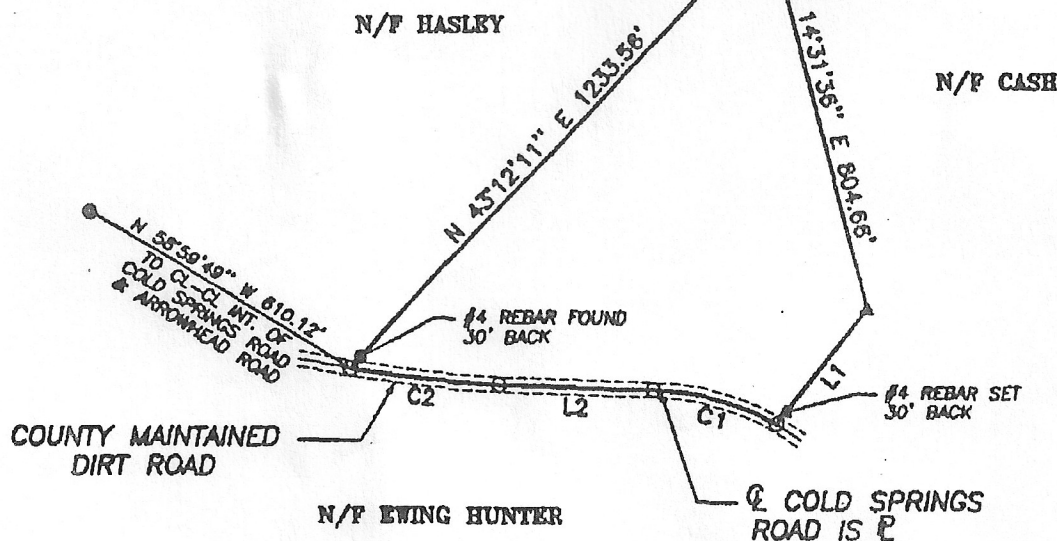 N/F HASLEY
N/F CASH
N 43°12'11" E 1233.56'
14°31'36" E 804.66'
N 58°59'49" W 610.12'
TO CL-CL INT. OF
COLD SPRINGS ROAD
& ARROWHEAD ROAD
#4 REBAR FOUND
30' BACK
L1
C2
L2
C1
#4 REBAR SET
30' BACK
COUNTY MAINTAINED
DIRT ROAD
N/F EWING HUNTER
℄ COLD SPRINGS
ROAD IS ⅊